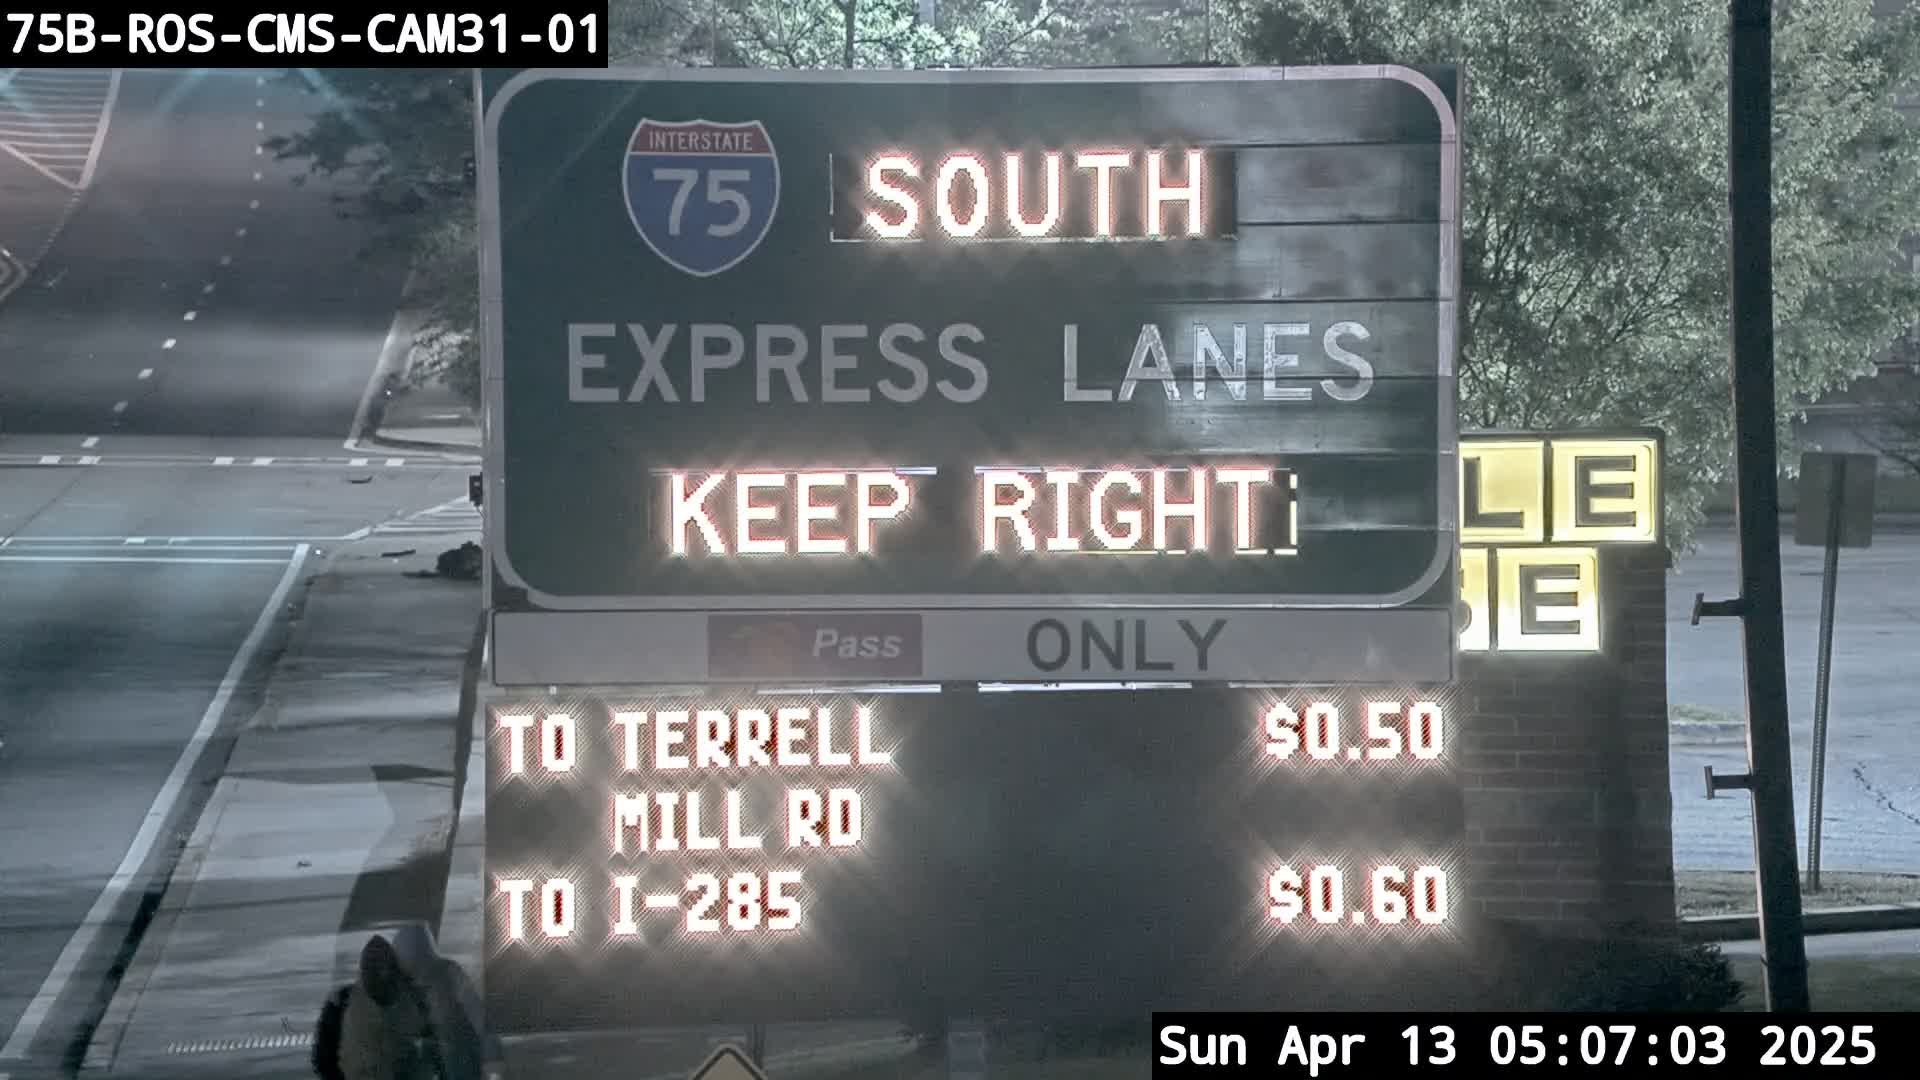 75B-ROS-CMS-CAM31-01
INTERSTATE
75
SOUTH
EXPRESS LANES
KEEP RIGHT
Pass ONLY
TO TERRELL $0.50
MILL RD
TO I-285 $0.60
LE
E
Sun Apr 13 05:07:03 2025